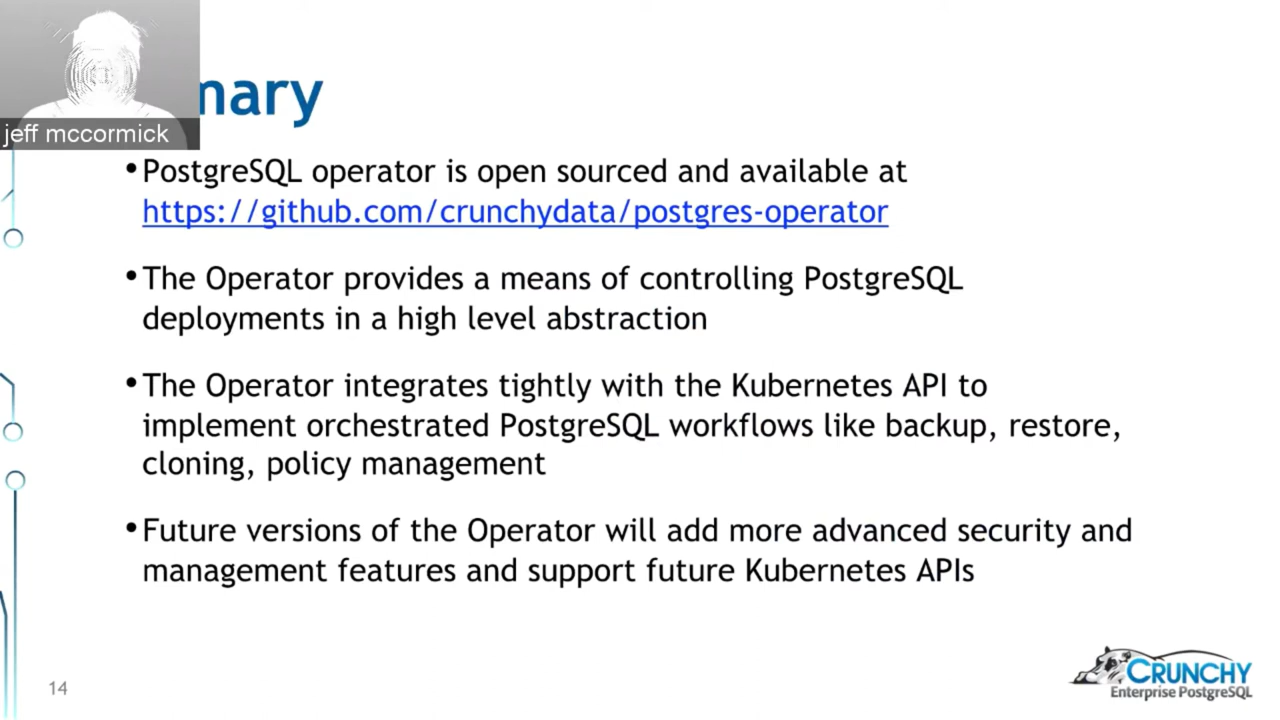 mary
jeff mccormick
•PostgreSQL operator is open sourced and available at
https://github.com/crunchydata/postgres-operator
•The Operator provides a means of controlling PostgreSQL
deployments in a high level abstraction
•The Operator integrates tightly with the Kubernetes API to
implement orchestrated PostgreSQL workflows like backup, restore,
cloning, policy management
•Future versions of the Operator will add more advanced security and
management features and support future Kubernetes APIs
14
CRUNCHY
Enterprise PostgreSQL